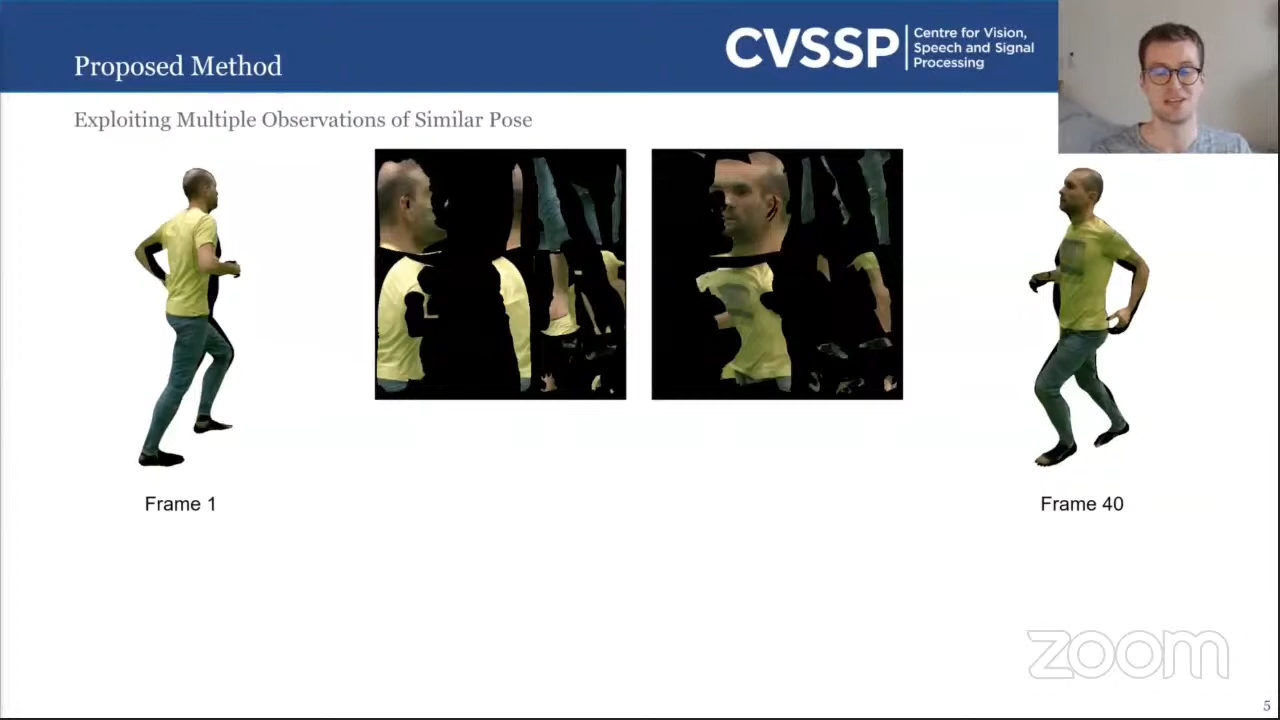 Proposed Method
CVSSP
Centre for Vision,
Speech and Signal
Processing
Exploiting Multiple Observations of Similar Pose
Frame 1
Frame 40
zoom
5